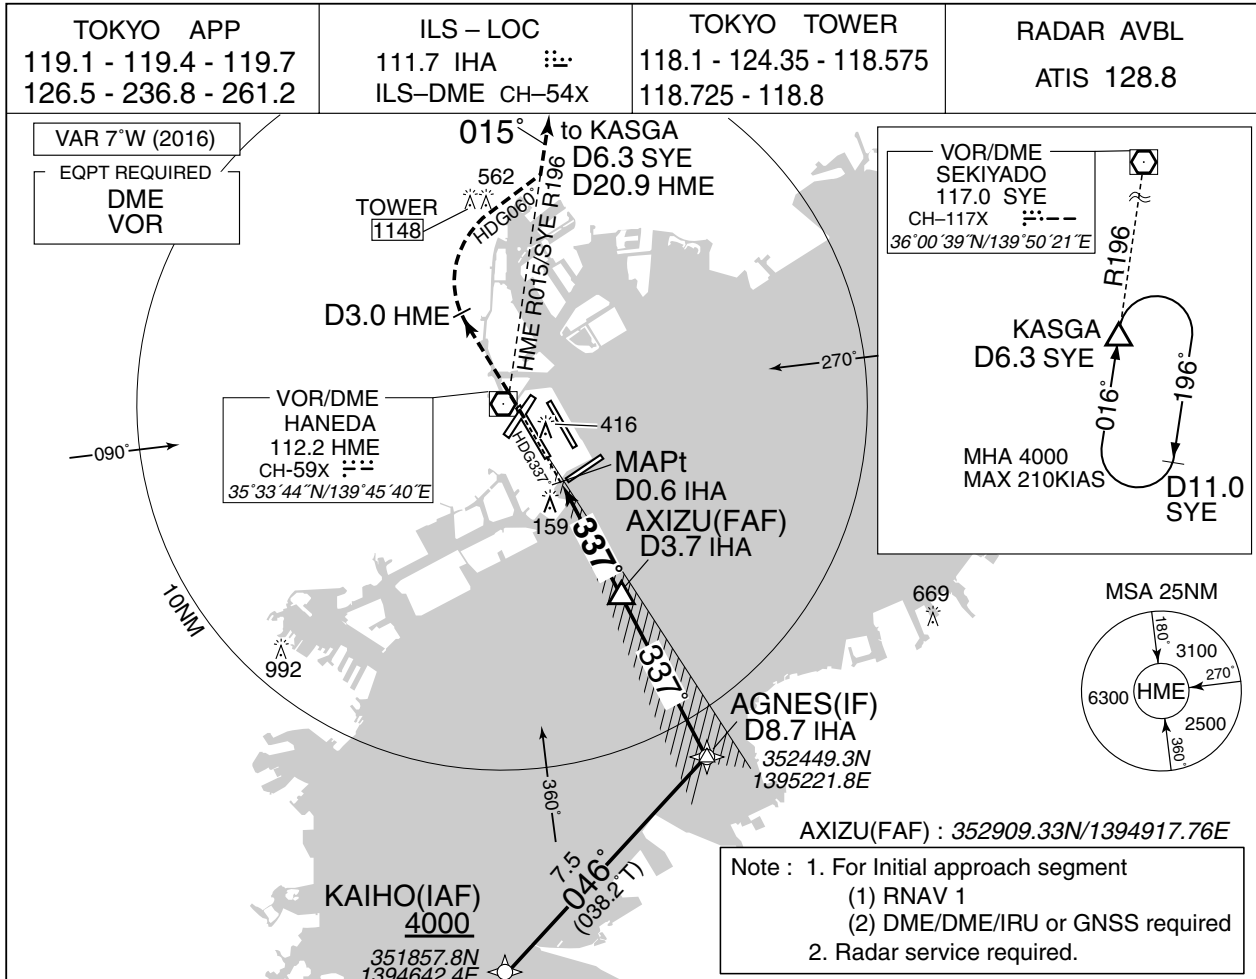 TOKYO APP
119.1 - 119.4 - 119.7
126.5 - 236.8 - 261.2
ILS – LOC
111.7 IHA
ILS–DME CH–54X
TOKYO TOWER
118.1 - 124.35 - 118.575
118.725 - 118.8
RADAR AVBL
ATIS 128.8
VAR 7°W (2016)
EQPT REQUIRED
DME
VOR
015° to KASGA
D6.3 SYE
D20.9 HME
562
TOWER
1148
HDG060°
HME R015/SYE R196
D3.0 HME
VOR/DME
SEKIYADO
117.0 SYE
CH–117X
36°00´39˝N/139°50´21˝E
R196
KASGA
D6.3 SYE
016°
196°
MHA 4000
MAX 210KIAS
D11.0
SYE
270°
090°
VOR/DME
HANEDA
112.2 HME
CH-59X
35°33´44˝N/139°45´40˝E
HDG337°
416
MAPt
D0.6 IHA
159
AXIZU(FAF)
D3.7 IHA
337°
10NM
992
669
337°
AGNES(IF)
D8.7 IHA
352449.3N
1395221.8E
MSA 25NM
180°
3100
270°
HME
6300
2500
360°
360°
AXIZU(FAF) : 352909.33N/1394917.76E
7.5
046°
(038.2°T)
KAIHO(IAF)
4000
351857.8N
1394642.4E
Note : 1. For Initial approach segment
(1) RNAV 1
(2) DME/DME/IRU or GNSS required
2. Radar service required.